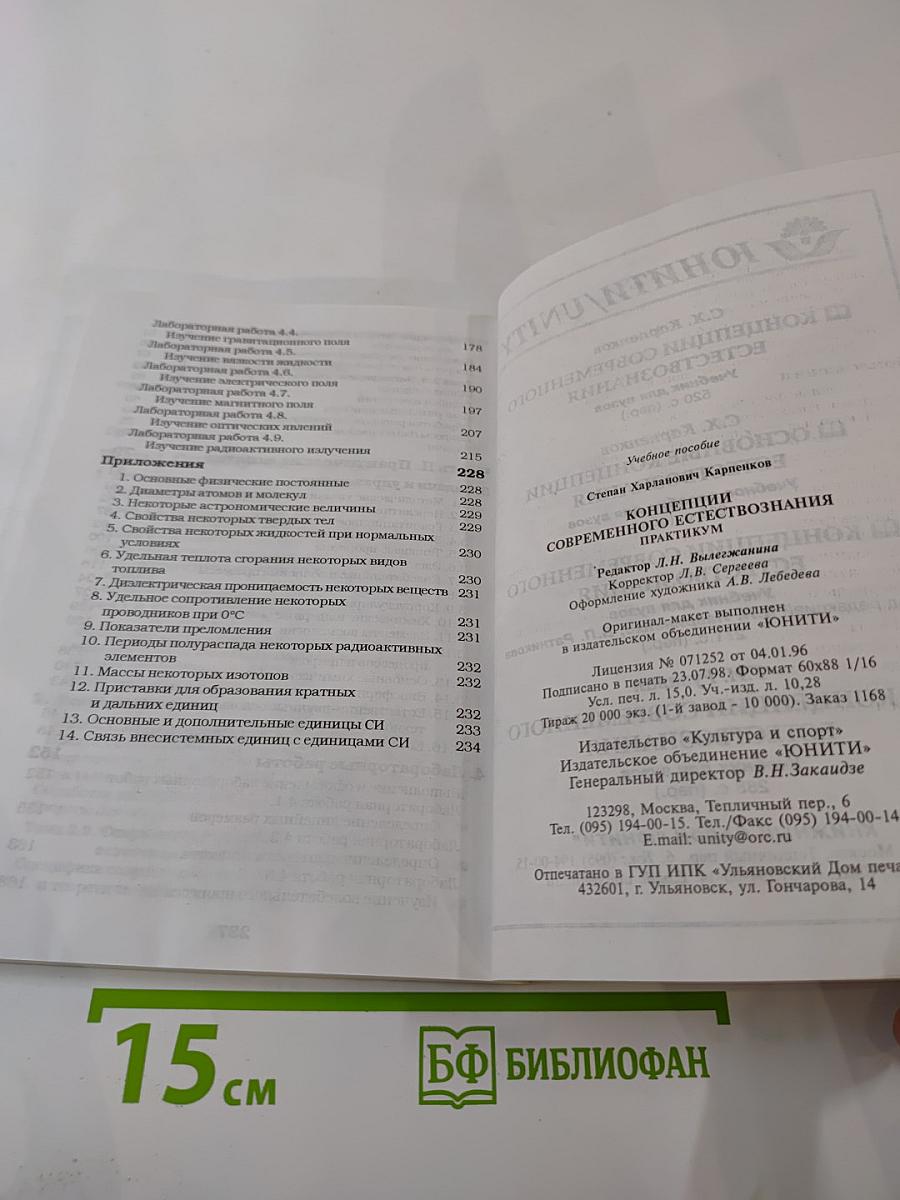 Лабораторная работа 4.4.
Изучение гравитационного поля 178
Лабораторная работа 4.5.
Изучение вязкости жидкости 184
Лабораторная работа 4.6.
Изучение электрического поля 190
Лабораторная работа 4.7.
Изучение магнитного поля 197
Лабораторная работа 4.8.
Изучение оптических явлений 207
Лабораторная работа 4.9.
Изучение радиоактивного излучения 215
Приложения 228
1. Основные физические постоянные 228
2. Диаметры атомов и молекул 228
3. Некоторые астрономические величины 229
4. Свойства некоторых твердых тел 229
5. Свойства некоторых жидкостей при нормальных
условиях 230
6. Удельная теплота сгорания некоторых видов
топлива 230
7. Диэлектрическая проницаемость некоторых веществ 231
8. Удельное сопротивление некоторых
проводников при 0°С 231
9. Показатели преломления 231
10. Периоды полураспада некоторых радиоактивных
элементов 232
11. Массы некоторых изотопов 232
12. Приставки для образования кратных
и дальних единиц 232
13. Основные и дополнительные единицы СИ 233
14. Связь внесистемных единиц с единицами СИ 234
Учебное пособие
Степан Харланович Карпенков
КОНЦЕПЦИИ
СОВРЕМЕННОГО ЕСТЕСТВОЗНАНИЯ
ПРАКТИКУМ
Редактор Л.Н. Вылегжанина
Корректор Л.В. Сергеева
Оформление художника А.В. Лебедева
Оригинал-макет выполнен
в издательском объединении «ЮНИТИ»
Лицензия № 071252 от 04.01.96
Подписано в печать 23.07.98. Формат 60х88 1/16
Усл. печ. л. 15,0. Уч.-изд. л. 10,28
Тираж 20 000 экз. (1-й завод - 10 000). Заказ 1168
Издательство «Культура и спорт»
Издательское объединение «ЮНИТИ»
Генеральный директор В.Н.Закаидзе
123298, Москва, Тепличный пер., 6
Тел. (095) 194-00-15. Тел./Факс (095) 194-00-14
E.mail: unity@orc.ru
Отпечатано в ГУП ИПК «Ульяновский Дом печа
432601, г. Ульяновск, ул. Гончарова, 14
15 см
БФ БИБЛИОФАН